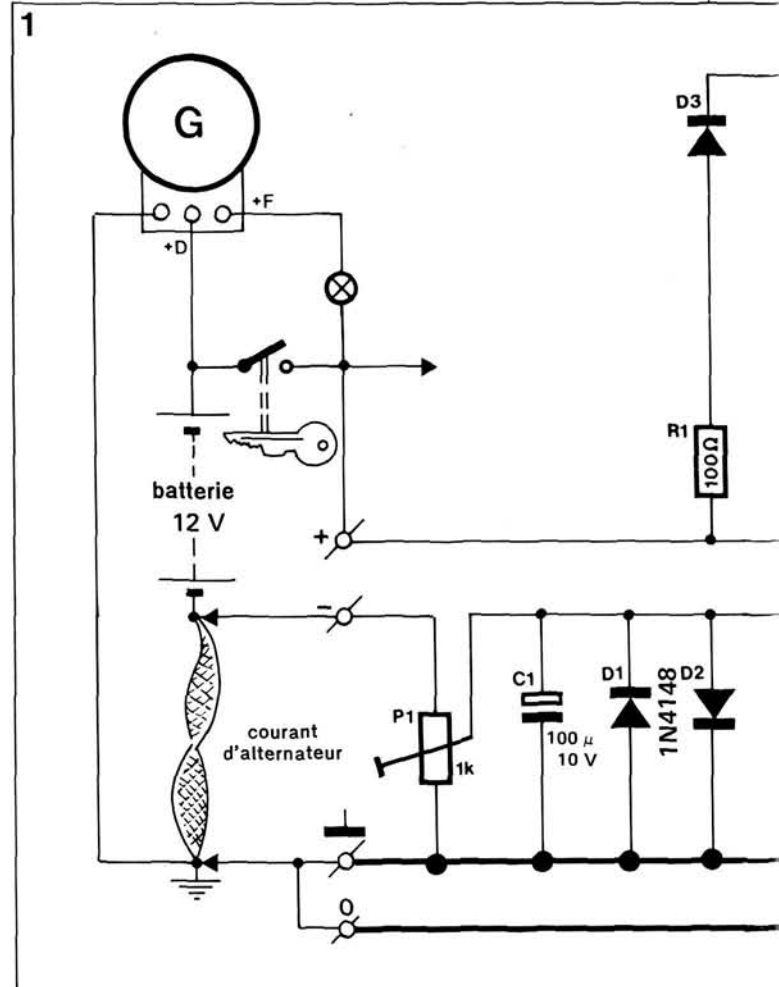 1
G
D3
+F
+D
R1
100Ω
batterie
12 V
+
−
C1
D1
1N4148
D2
P1
courant
d'alternateur
100 µ
10 V
1k
0